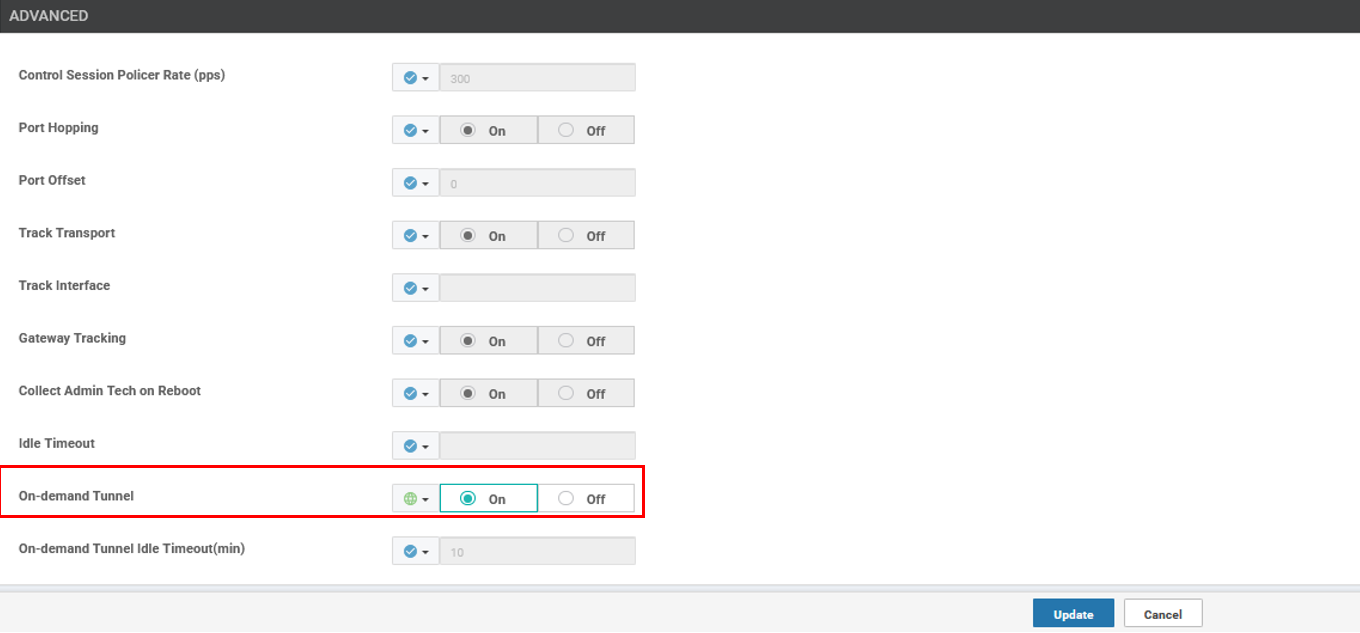 ADVANCED
Control Session Policer Rate (pps) 300
Port Hopping On Off
Port Offset 0
Track Transport On Off
Track Interface
Gateway Tracking On Off
Collect Admin Tech on Reboot On Off
Idle Timeout
On-demand Tunnel On Off
On-demand Tunnel Idle Timeout(min) 10
Update Cancel